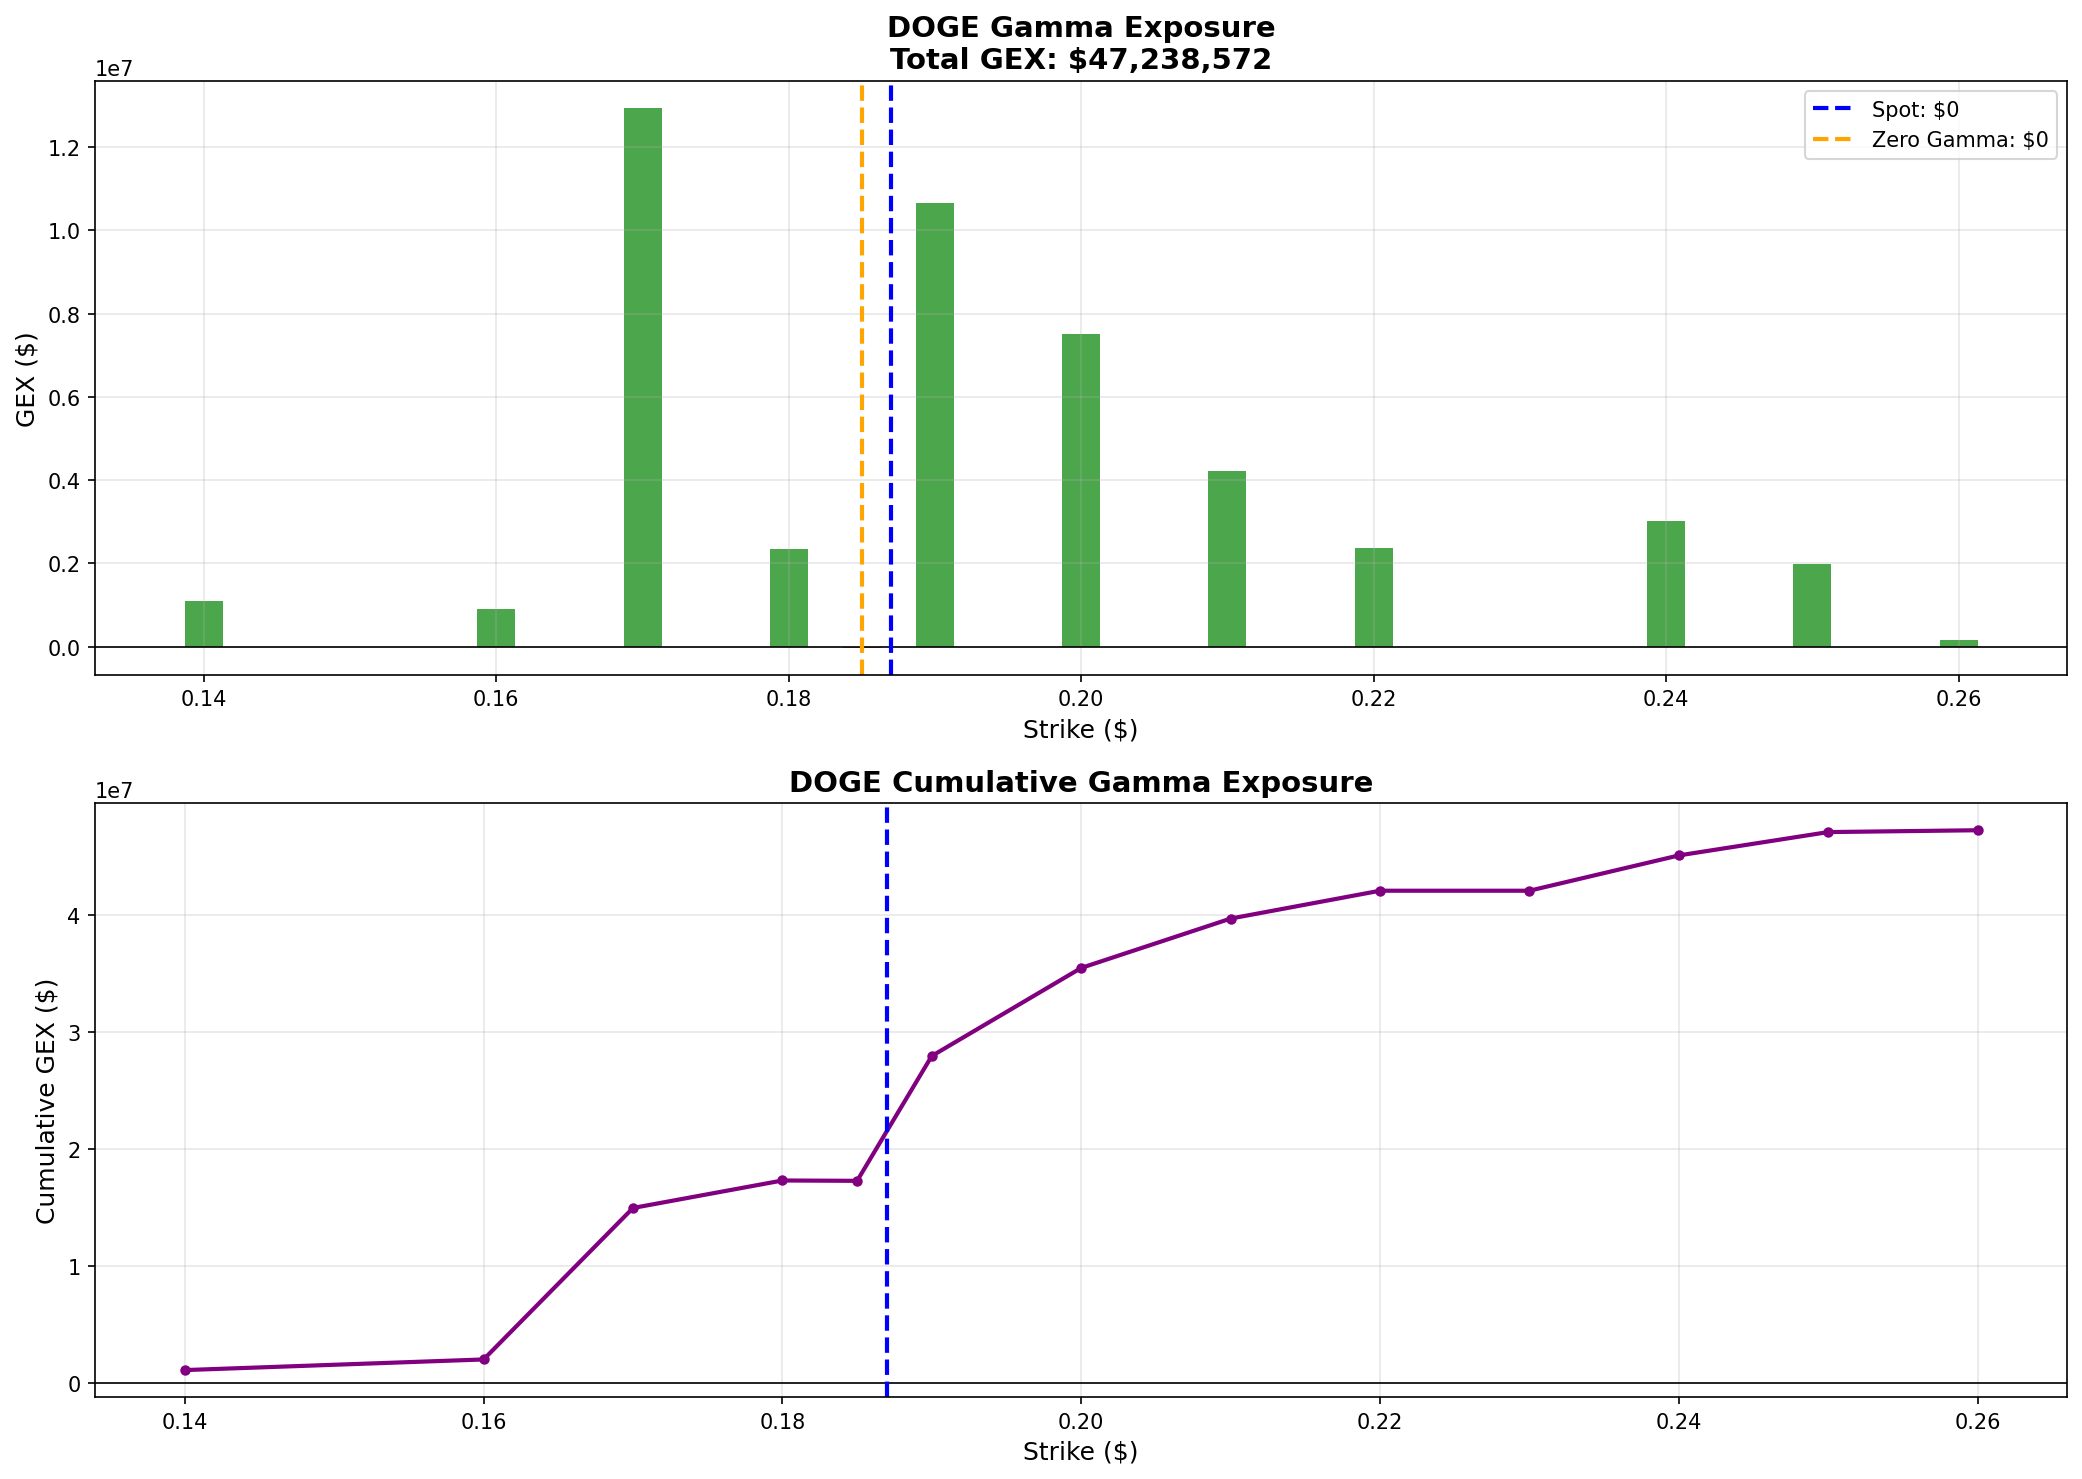 DOGE Gamma Exposure
Total GEX: $47,238,572
1e7
Spot: $0
Zero Gamma: $0
1.2
1.0
0.8
0.6
0.4
0.2
0.0
GEX ($)
0.14 0.16 0.18 0.20 0.22 0.24 0.26
Strike ($)
DOGE Cumulative Gamma Exposure
1e7
4
3
2
1
0
Cumulative GEX ($)
0.14 0.16 0.18 0.20 0.22 0.24 0.26
Strike ($)